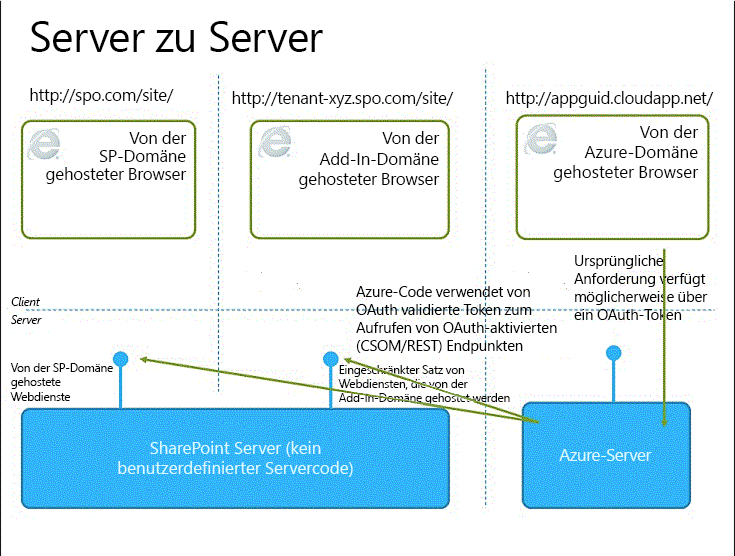 Server zu Server
http://spo.com/site/
http://tenant-xyz.spo.com/site/
http://appguid.cloudapp.net/
Von der
SP-Domäne
gehosteter Browser
Von der
Add-In-Domäne
gehosteter Browser
Von der
Azure-Domäne
gehosteter Browser
Ursprüngliche
Anforderung verfügt
möglicherweise über
ein OAuth-Token
Client
Server
Azure-Code verwendet von
OAuth validierte Token zum
Aufrufen von OAuth-aktivierten
(CSOM/REST) Endpunkten
Von der SP-Domäne
gehostete
Webdienste
Eingeschränkter Satz von
Webdiensten, die von der
Add-In-Domäne gehostet werden
SharePoint Server (kein
benutzerdefinierter Servercode)
Azure-Server